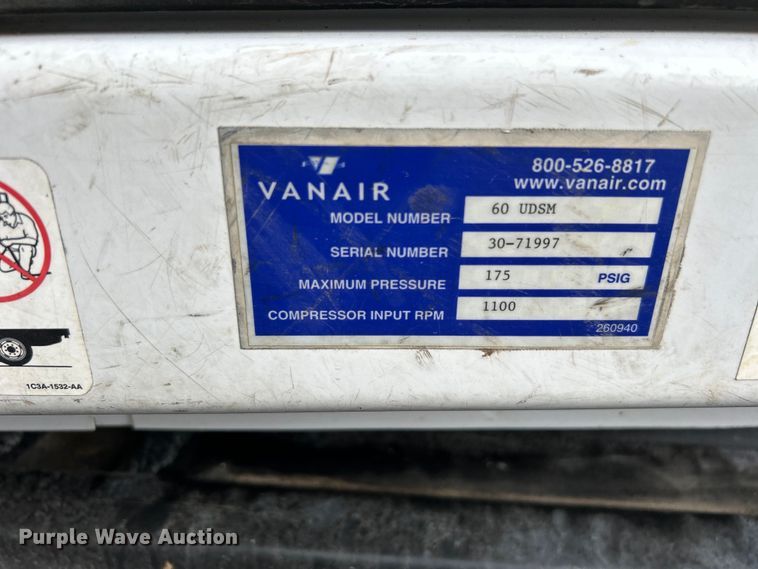 VANAIR
800-526-8817
www.vanair.com
MODEL NUMBER 60 UDSM
SERIAL NUMBER 30-71997
MAXIMUM PRESSURE 175 PSIG
COMPRESSOR INPUT RPM 1100
260940
1C3A-1532-AA
Purple Wave Auction